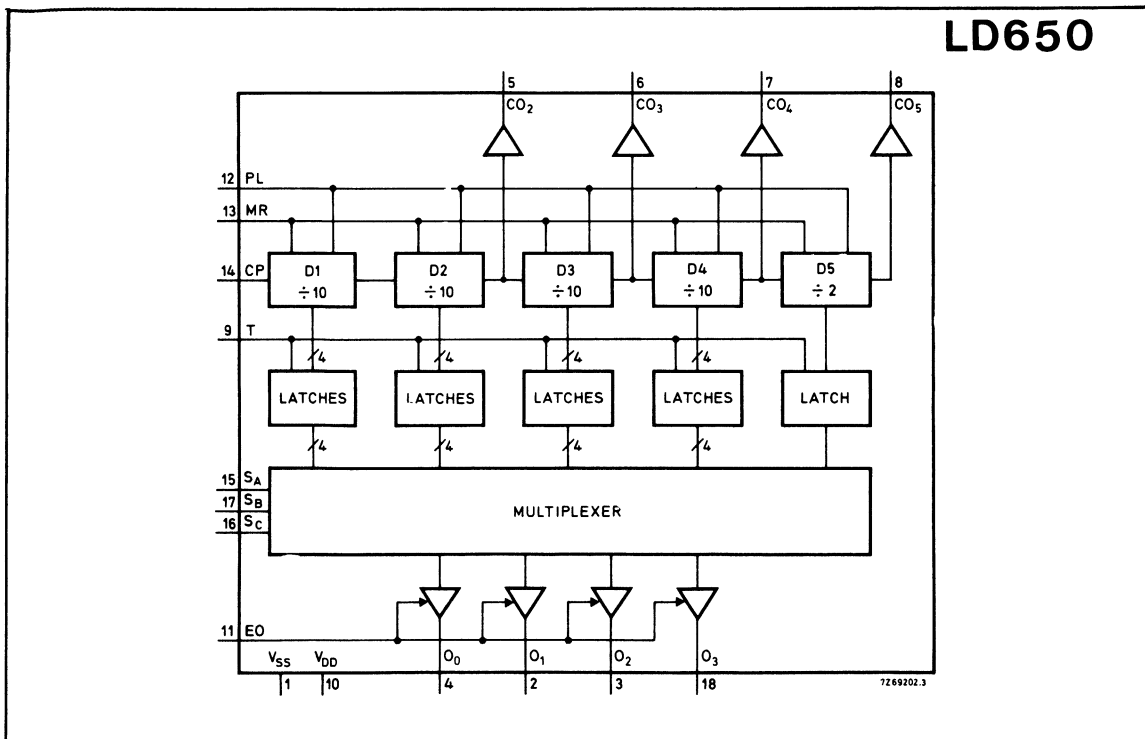 LD650
5 6 7 8
CO2 CO3 CO4 CO5
12 PL
13 MR
14 CP
D1 D2 D3 D4 D5
÷10 ÷10 ÷10 ÷10 ÷2
9 T
4 4 4 4
LATCHES LATCHES LATCHES LATCHES LATCH
4 4 4 4
15 SA
17 SB
16 SC
MULTIPLEXER
11 EO
VSS VDD O0 O1 O2 O3
1 10 4 2 3 18
7Z69202.3